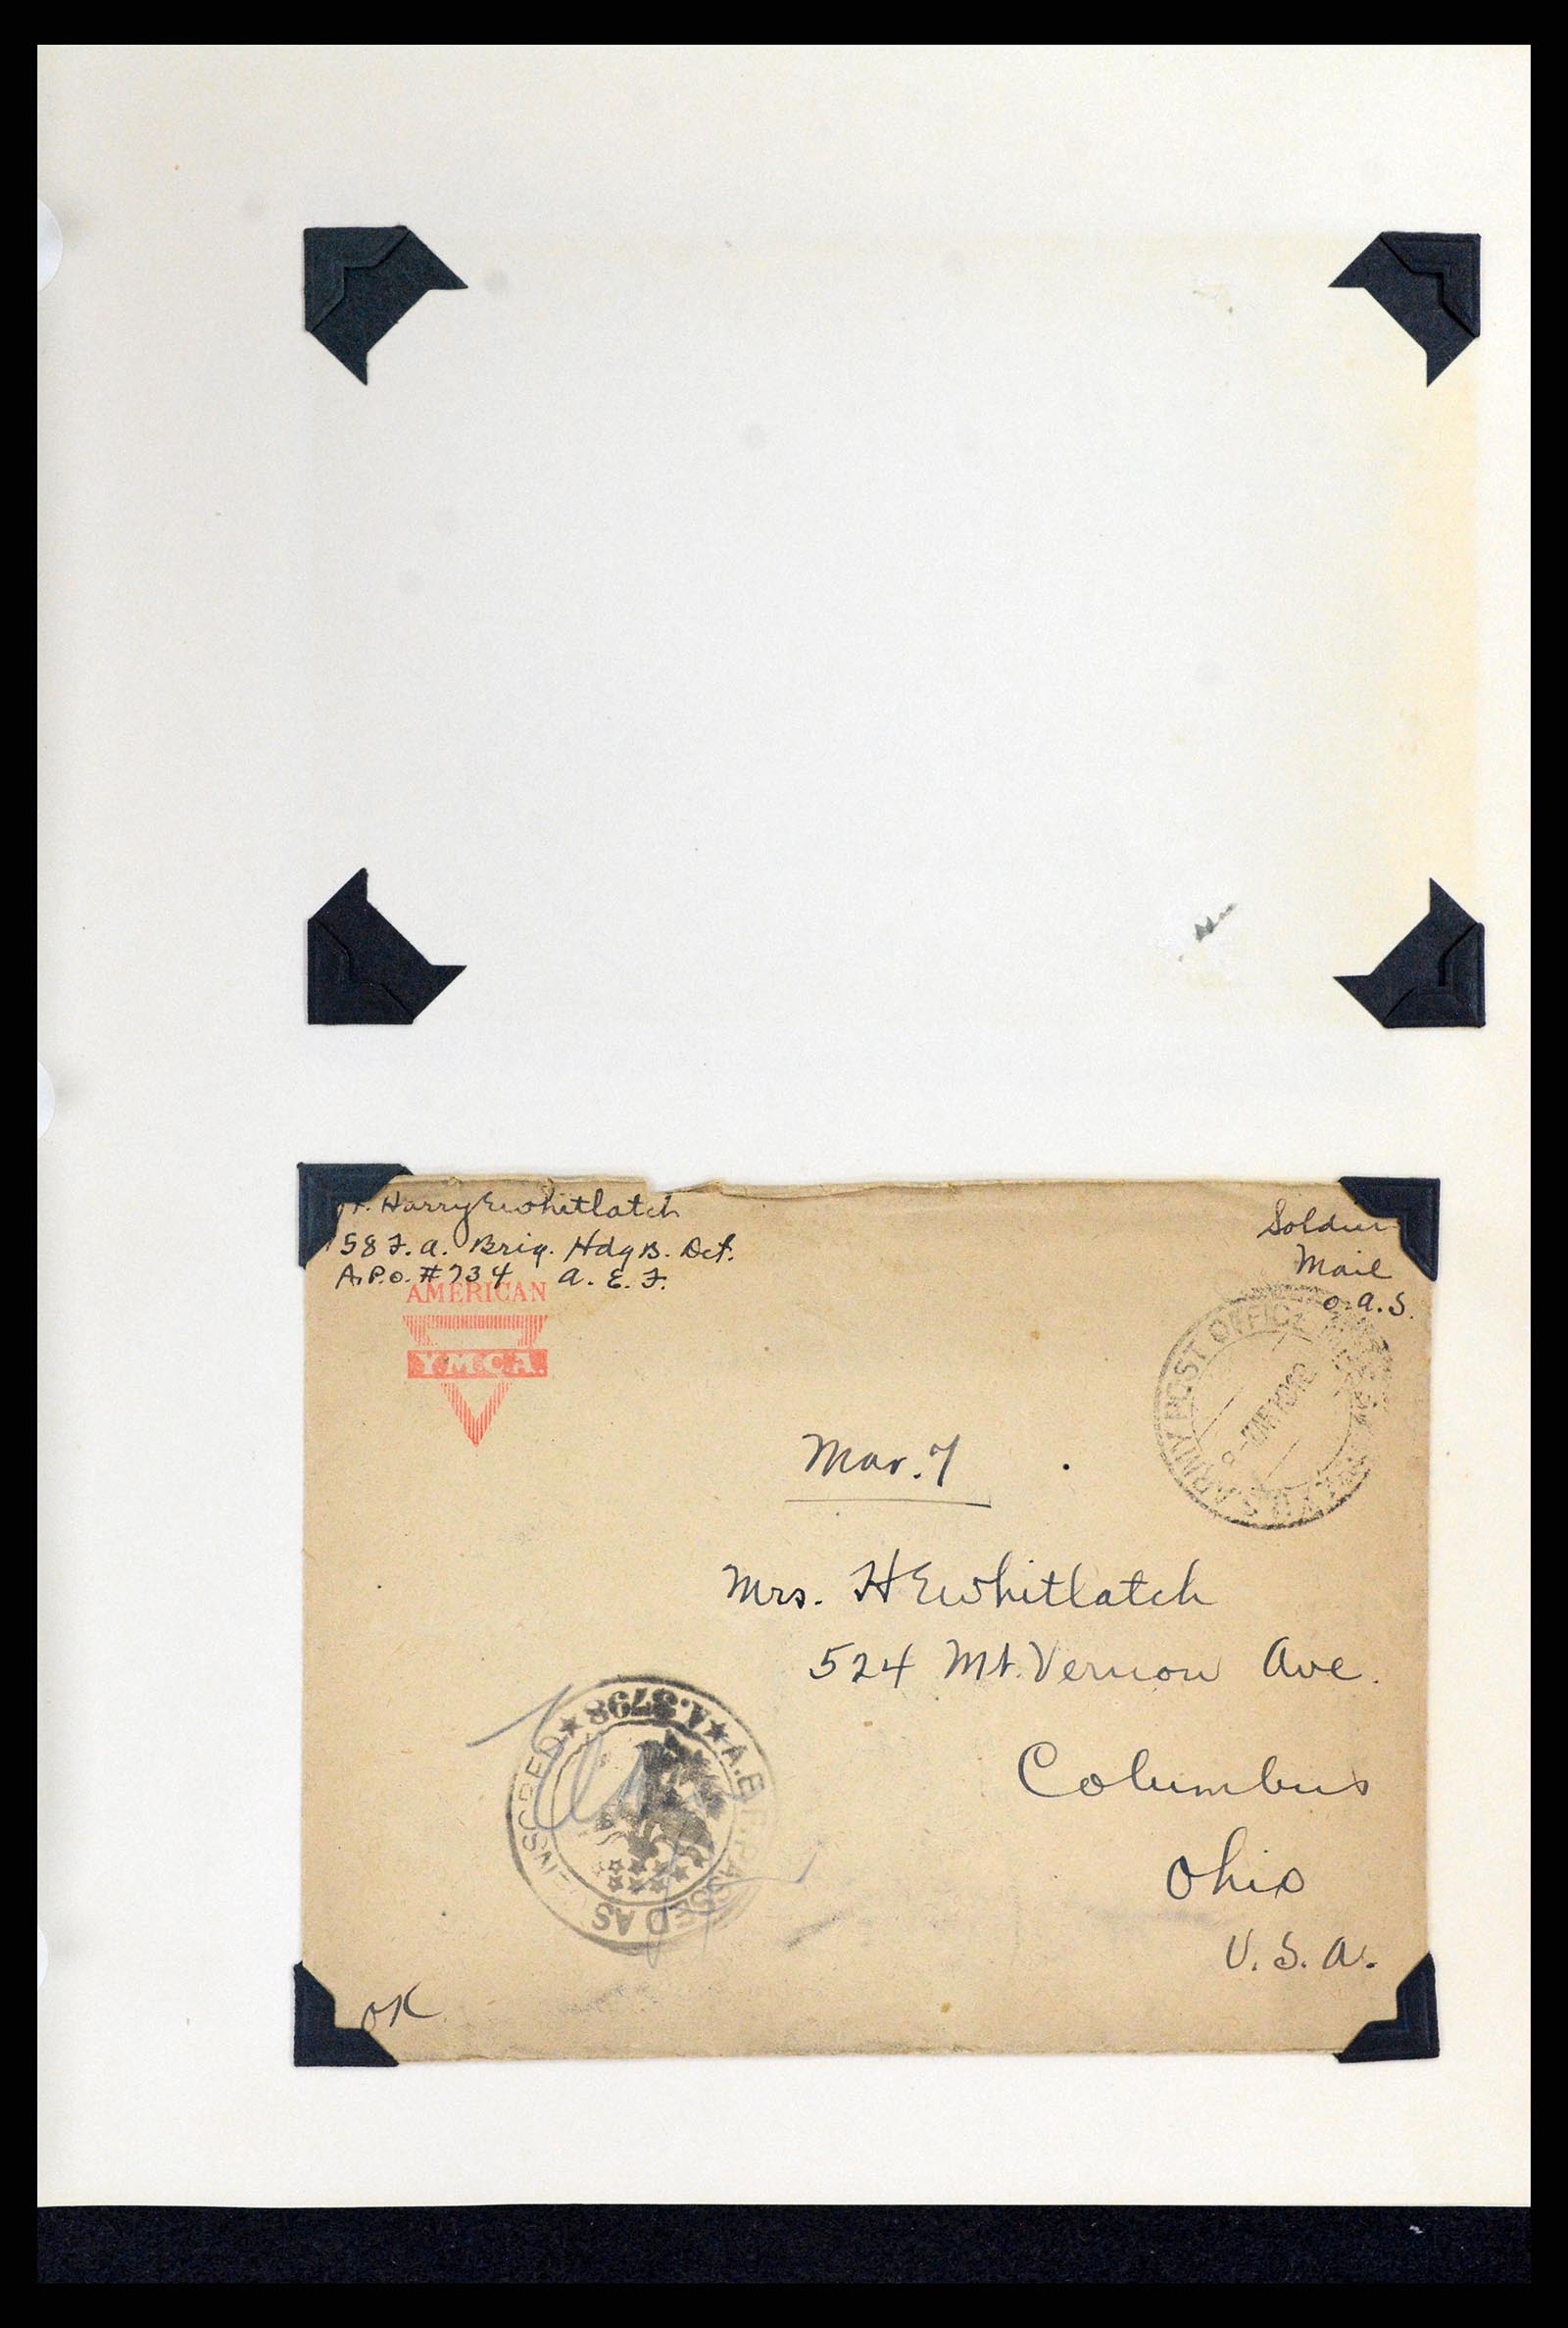 Harry E Whitlatch
58 F. A. Brig. Hdqs. Det.
A.P.O. #734 A. E. F.
Soldier
Mail
O.A.S.
AMERICAN
Y.M.C.A.
ARMY POST OFFICE
Mar. 7
Mrs. H E Whitlatch
524 Mt. Vernon Ave.
Columbus
Ohio
U. S. A.
PASSED AS CENSORED
OK